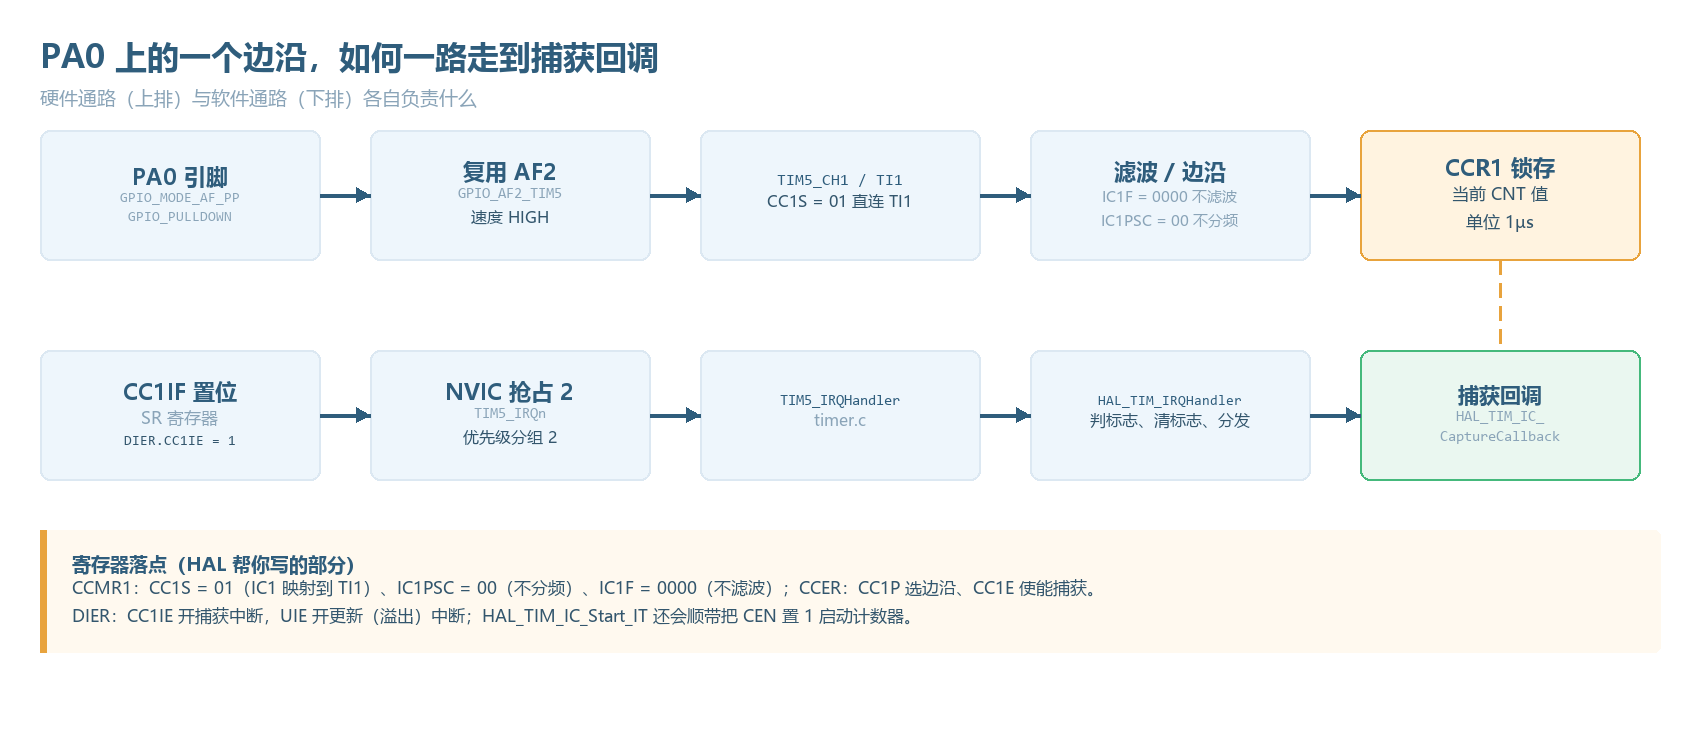 PA0 上的一个边沿，如何一路走到捕获回调
硬件通路（上排）与软件通路（下排）各自负责什么
PA0 引脚
GPIO_MODE_AF_PP
GPIO_PULLDOWN
复用 AF2
GPIO_AF2_TIM5
速度 HIGH
TIM5_CH1 / TI1
CC1S = 01 直连 TI1
滤波 / 边沿
IC1F = 0000 不滤波
IC1PSC = 00 不分频
CCR1 锁存
当前 CNT 值
单位 1μs
CC1IF 置位
SR 寄存器
DIER.CC1IE = 1
NVIC 抢占 2
TIM5_IRQn
优先级分组 2
TIM5_IRQHandler
timer.c
HAL_TIM_IRQHandler
判标志、清标志、分发
捕获回调
HAL_TIM_IC_
CaptureCallback
寄存器落点（HAL 帮你写的部分）
CCMR1：CC1S = 01（IC1 映射到 TI1）、IC1PSC = 00（不分频）、IC1F = 0000（不滤波）；CCER：CC1P 选边沿、CC1E 使能捕获。
DIER：CC1IE 开捕获中断，UIE 开更新（溢出）中断；HAL_TIM_IC_Start_IT 还会顺带把 CEN 置 1 启动计数器。